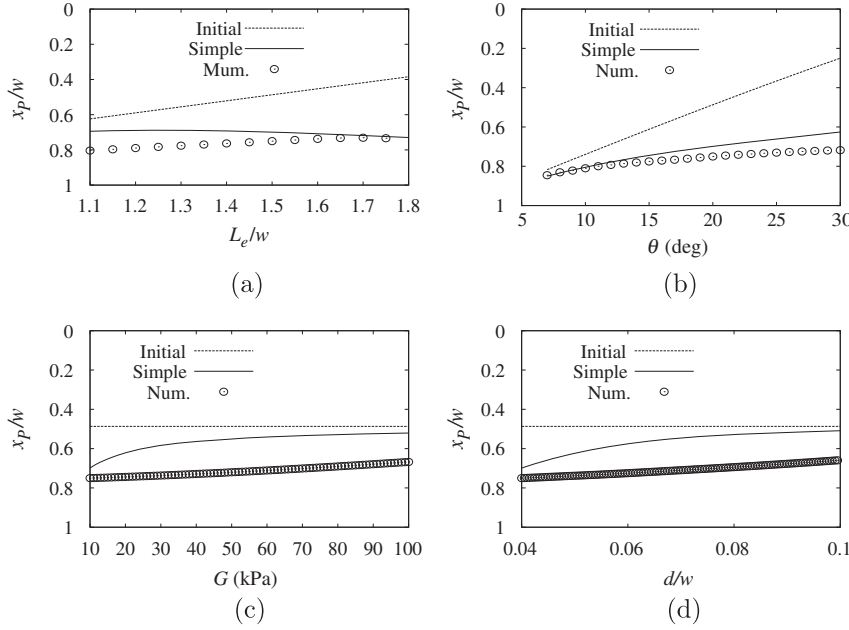 0
0.2
0.4
0.6
0.8
1
x_P/w
Initial
Simple
Mum.
1.1 1.2 1.3 1.4 1.5 1.6 1.7 1.8
L_e/w
(a)
0
0.2
0.4
0.6
0.8
1
x_P/w
Initial
Simple
Num.
5 10 15 20 25 30
θ (deg)
(b)
0
0.2
0.4
0.6
0.8
1
x_P/w
Initial
Simple
Num.
10 20 30 40 50 60 70 80 90 100
G (kPa)
(c)
0
0.2
0.4
0.6
0.8
1
x_P/w
Initial
Simple
Num.
0.04 0.06 0.08 0.1
d/w
(d)